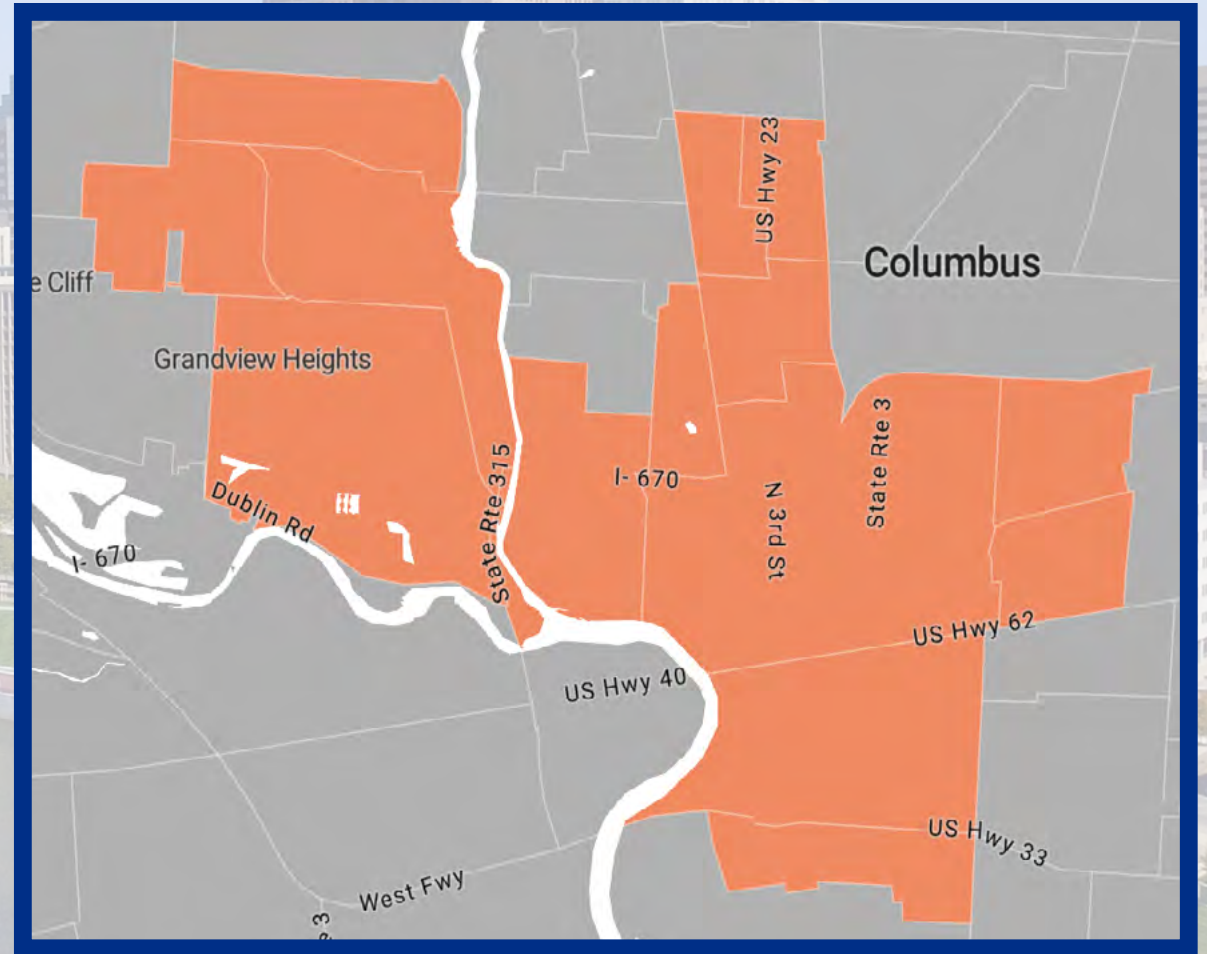 US Hwy 23
Columbus
e Cliff
Grandview Heights
State Rte 3
State Rte 315
I- 670
N 3rd St
Dublin Rd
I- 670
US Hwy 62
US Hwy 40
US Hwy 33
West Fwy
e 3